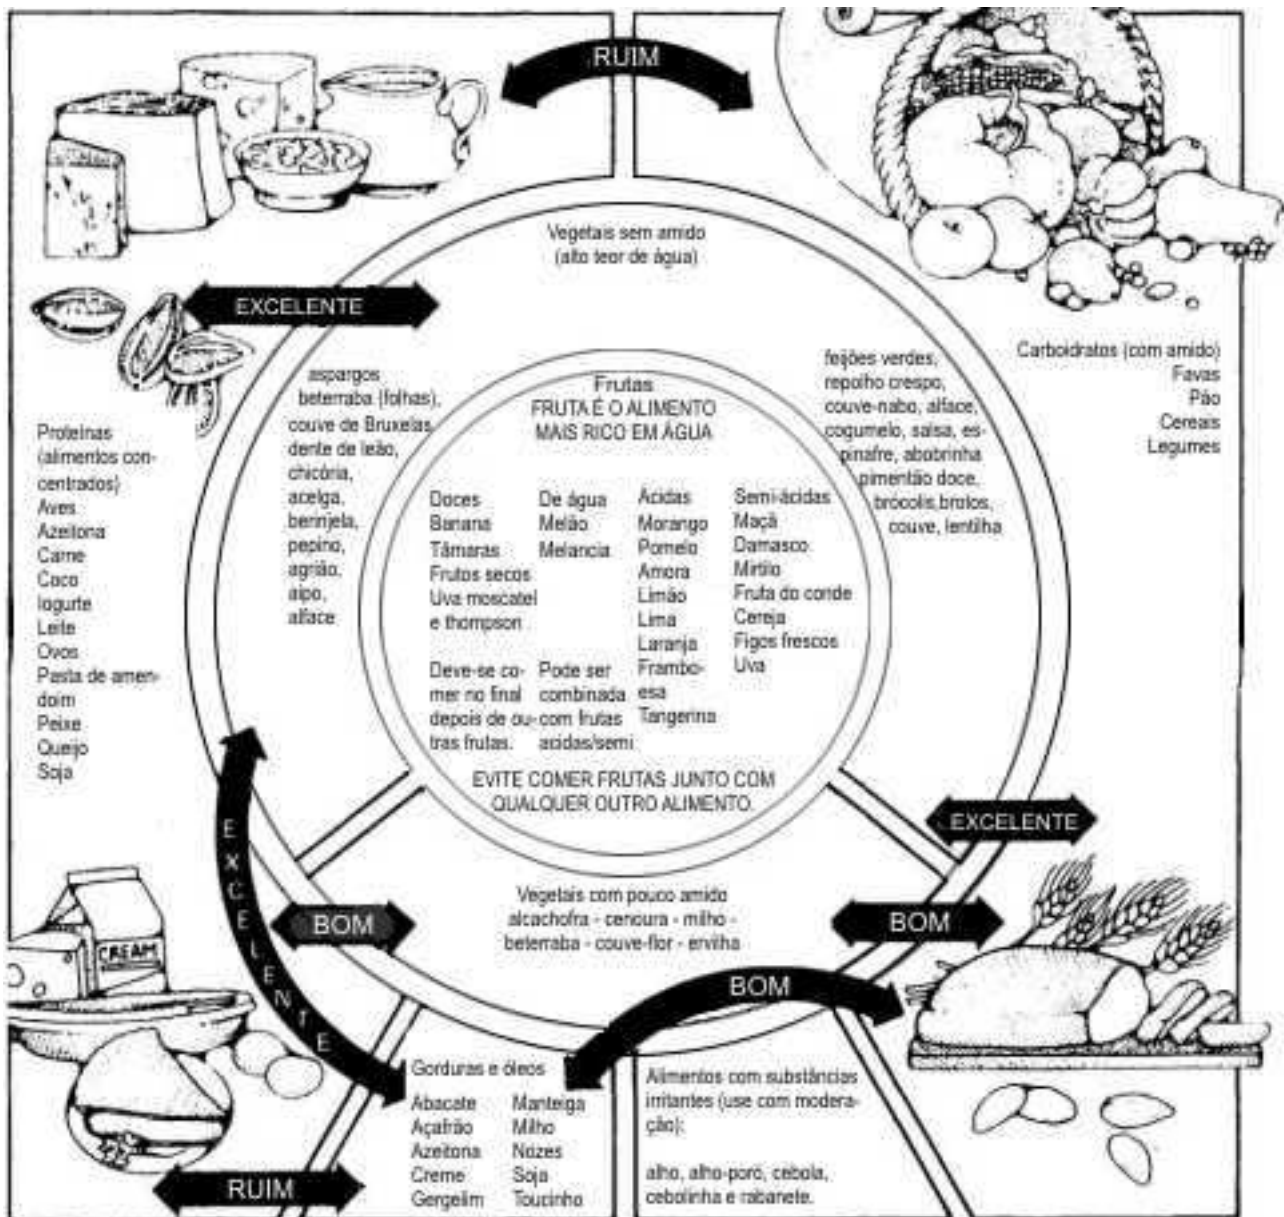 RUIM
Vegetais sem amido
(alto teor de água)
EXCELENTE
aspargos
beterraba (folhas),
couve de Bruxelas,
dente de leão,
chicória,
acelga,
berinjela,
pepino,
agrião,
aipo,
alface
feijões verdes,
repolho crespo,
couve-nabo, alface,
cogumelo, salsa, es-
pinafre, abobrinha
pimentão doce,
brócolis,brotos,
couve, lentilha
Carboidratos (com amido)
Favas
Pão
Cereais
Legumes
Proteínas
(alimentos con-
centrados)
Aves
Azeitona
Carne
Coco
Iogurte
Leite
Ovos
Pasta de amen-
doim
Peixe
Queijo
Soja
Frutas
FRUTA É O ALIMENTO
MAIS RICO EM ÁGUA
Doces
Banana
Tâmaras
Frutos secos
Uva moscatel
e thompson
Deve-se co-
mer no final
depois de ou-
tras frutas.
De água
Melão
Melancia
Pode ser
combinada
com frutas
acidas/semi
Ácidas
Morango
Pomelo
Amora
Limão
Lima
Laranja
Frambo-
esa
Tangerina
Semi-ácidas
Maçã
Damasco
Mirtilo
Fruta do conde
Cereja
Figos frescos
Uva
EVITE COMER FRUTAS JUNTO COM
QUALQUER OUTRO ALIMENTO.
EXCELENTE
EXCELENTE
BOM
Vegetais com pouco amido
alcachofra - cenoura - milho -
beterraba - couve-flor - ervilha
BOM
BOM
CREAM
Gorduras e óleos
Abacate
Açafrão
Azeitona
Creme
Gergelim
Manteiga
Milho
Nozes
Soja
Toucinho
Alimentos com substâncias
irritantes (use com modera-
ção):
alho, alho-poró, cebola,
cebolinha e rabanete.
RUIM